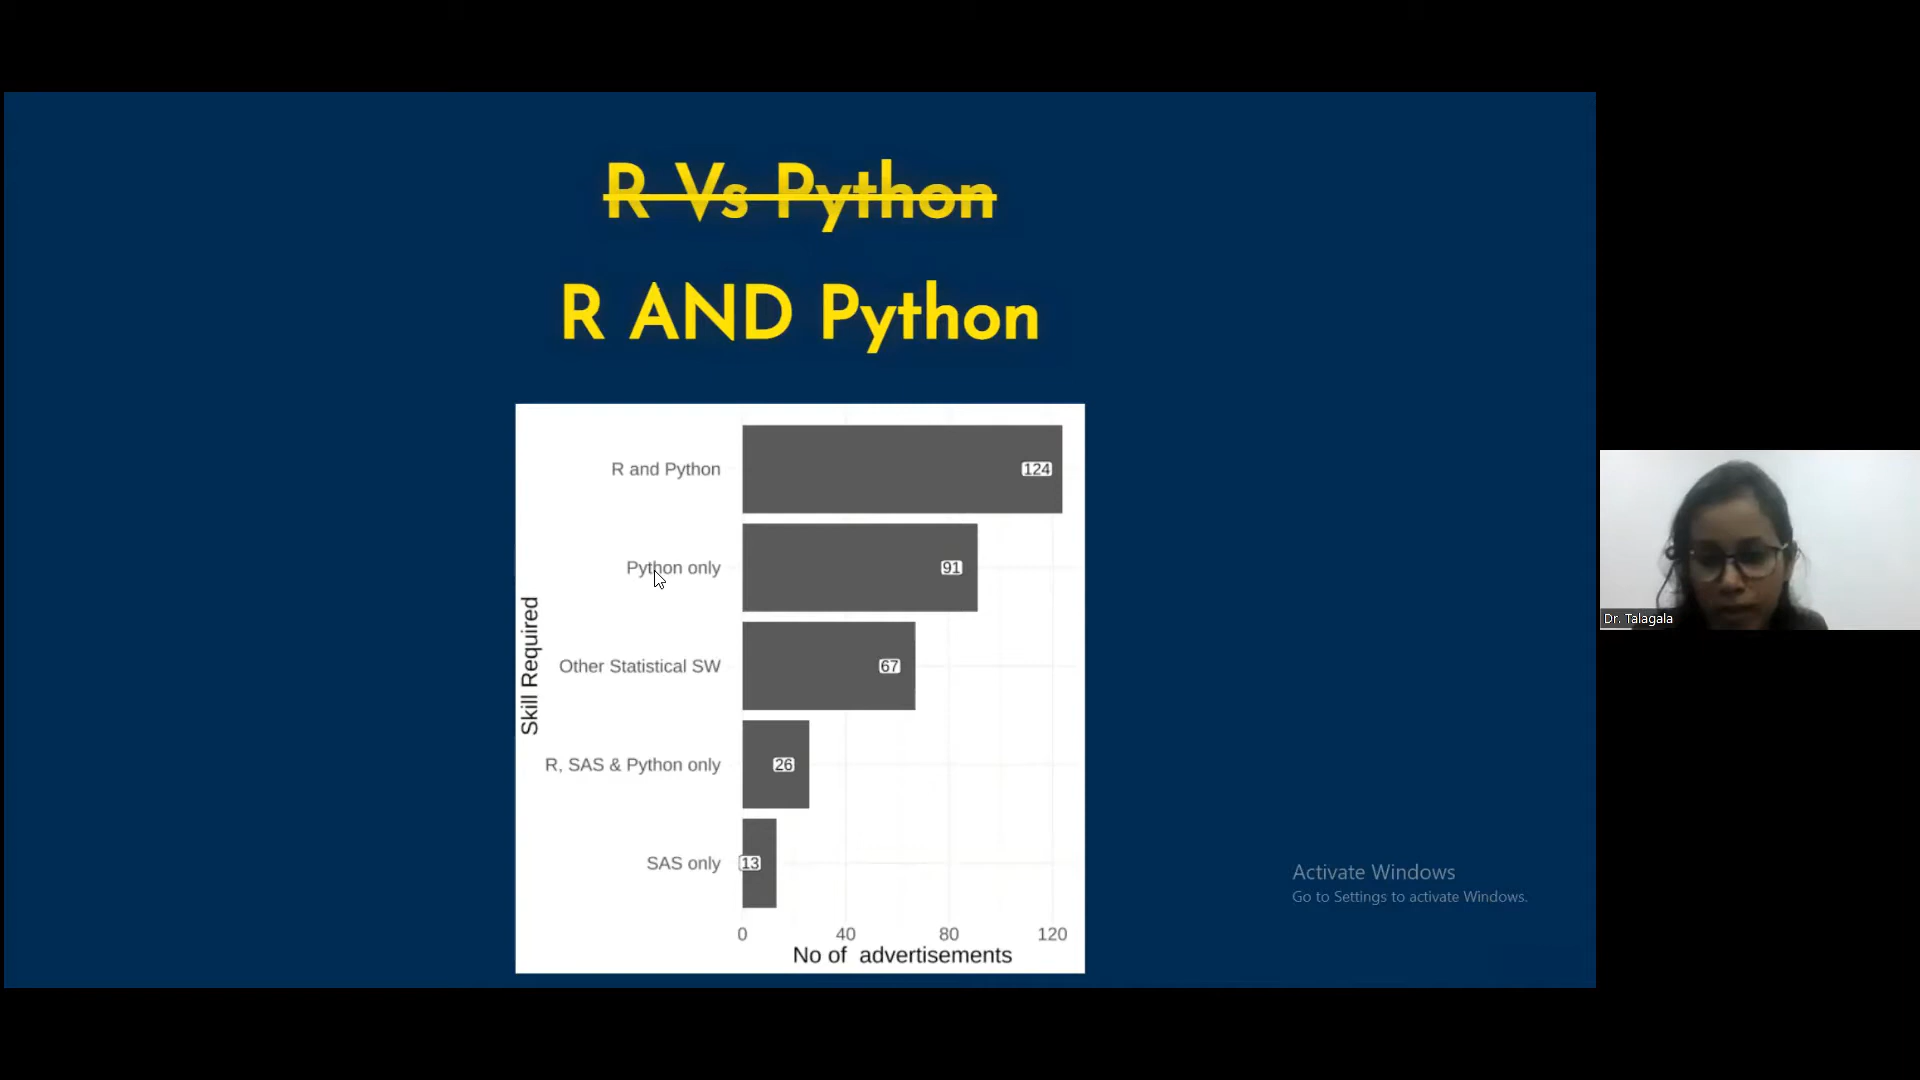 R Vs Python
R AND Python
Skill Required
R and Python
124
Python only
91
Other Statistical SW
67
R, SAS & Python only
26
SAS only
13
0 40 80 120
No of advertisements
Activate Windows
Go to Settings to activate Windows.
Dr. Talagala